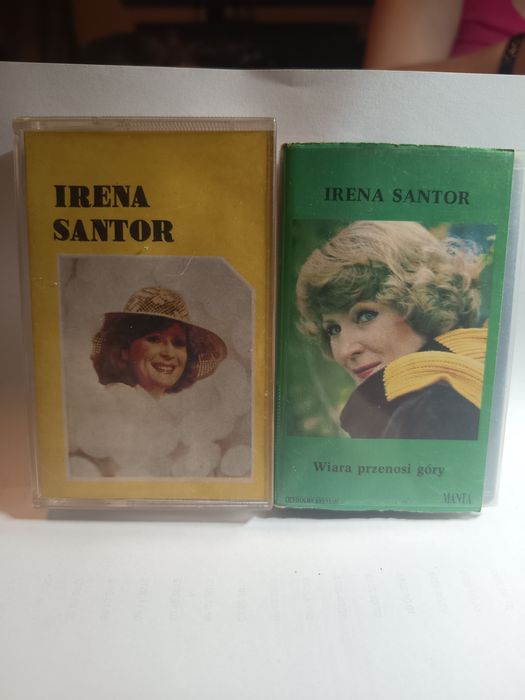 IRENA
SANTOR
IRENA SANTOR
Wiara przenosi góry
MANTA